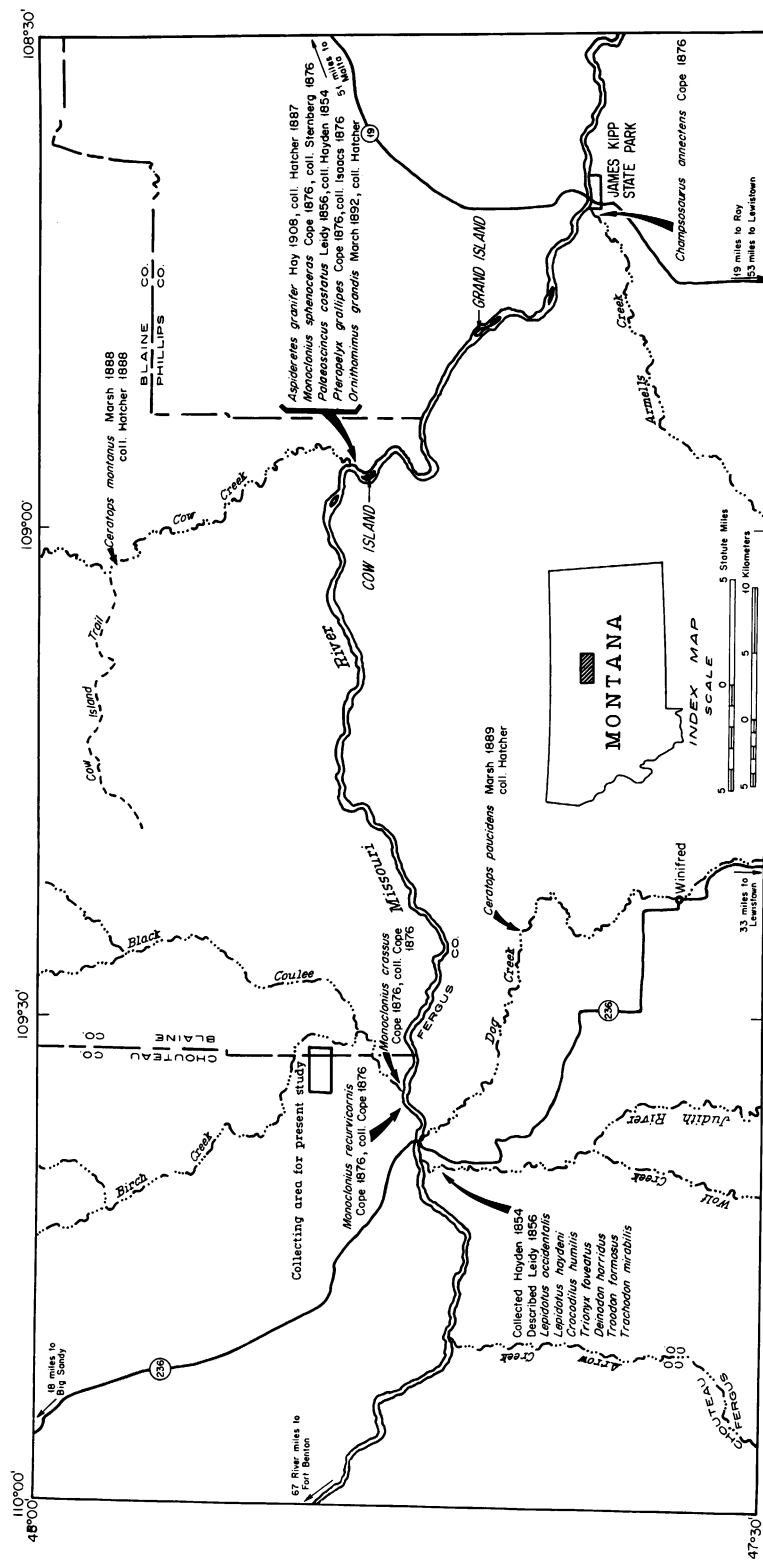 110°00'
109°30'
109°00'
108°30'
48°00'
47°30'
18 miles to
Big Sandy
236
67 River miles to
Fort Benton
Birch
Creek
Collecting area for present study
CHOUTEAU CO.
BLAINE CO.
Black
Coulee
Monoclonius recurvicornis
Cope 1876, coll. Cope 1876
Monoclonius crassus
Cope 1876, coll. Cope
1876
FERGUS
CO.
Missouri
River
Cow
Island
Trail
Ceratops montanus Marsh 1888
coll. Hatcher 1888
Cow
Creek
BLAINE CO.
PHILLIPS CO.
Aspideretes granifer Hay 1908, coll. Hatcher 1887
Monoclonius sphenoceras Cope 1876, coll. Sternberg 1876
Palaeoscincus costatus Leidy 1856, coll. Hayden 1854
Pteropelyx grallipes Cope 1876, coll. Isaacs 1876
Ornithomimus grandis Marsh 1892, coll. Hatcher
51 miles to
Malta
19
COW ISLAND
GRAND ISLAND
JAMES KIPP
STATE PARK
Champsosaurus annectens Cope 1876
19 miles to Roy
53 miles to Lewistown
Armells
Creek
Collected Hayden 1854
Described Leidy 1856
Lepidotus occidentalis
Lepidotus haydeni
Crocodilus humilis
Trionyx foveatus
Deinodon horridus
Troodon formosus
Trachodon mirabilis
Arrow
Creek
CHOUTEAU CO.
FERGUS CO.
Wolf
Creek
Judith
River
236
Dog
Creek
Ceratops paucidens Marsh 1889
coll. Hatcher
Winifred
33 miles to
Lewistown
MONTANA
INDEX MAP
SCALE
5 0 5 Statute Miles
5 0 5 10 Kilometers